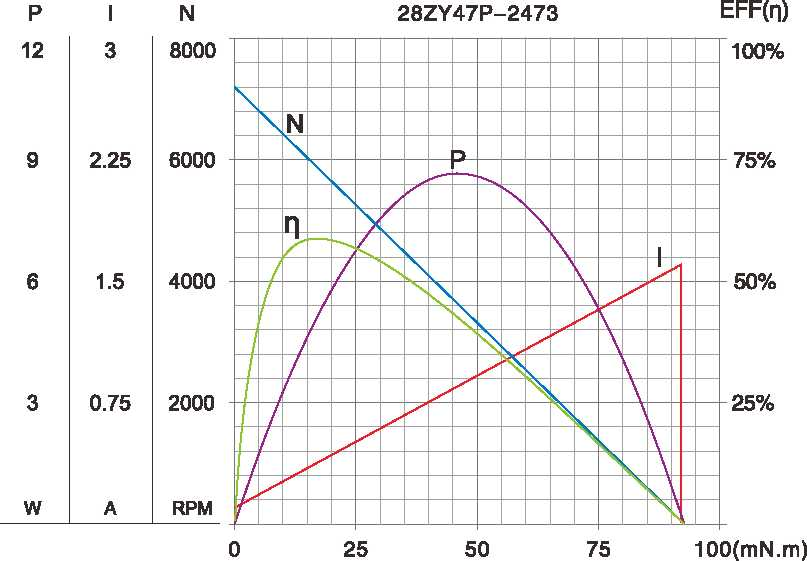 P I N 28ZY47P-2473 EFF(η)
12 3 8000 100%
N
P
9 2.25 6000 75%
η
I
6 1.5 4000 50%
3 0.75 2000 25%
W A RPM
0 25 50 75 100(mN.m)